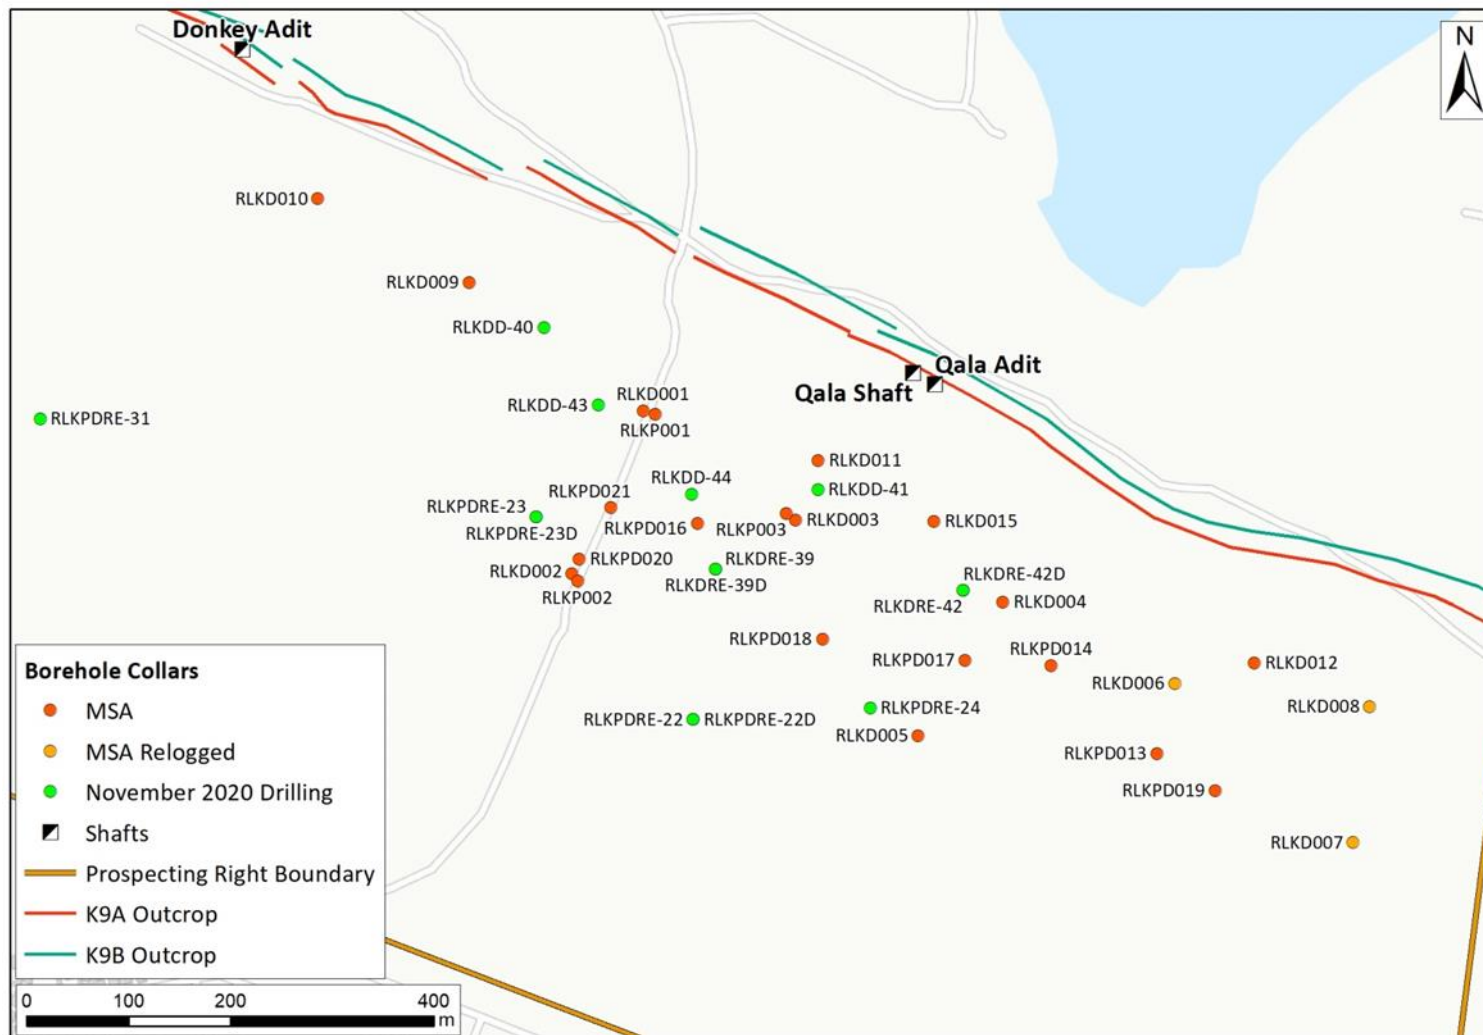 Donkey Adit
N
RLKD010
RLKD009
RLKDD-40
Qala Adit
Qala Shaft
RLKD001
RLKDD-43
RLKPDRE-31
RLKP001
RLKD011
RLKDD-44
RLKDD-41
RLKPD021
RLKPDRE-23
RLKPDRE-23D
RLKPD016
RLKP003
RLKD003
RLKD015
RLKPD020
RLKDRE-39
RLKD002
RLKDRE-39D
RLKP002
RLKDRE-42D
RLKDRE-42
RLKD004
RLKPD018
RLKPD014
RLKPD017
RLKD012
RLKD006
RLKPDRE-24
RLKD008
RLKPDRE-22
RLKPDRE-22D
RLKD005
RLKPD013
RLKPD019
RLKD007
Borehole Collars
MSA
MSA Relogged
November 2020 Drilling
Shafts
Prospecting Right Boundary
K9A Outcrop
K9B Outcrop
0 100 200 400
m